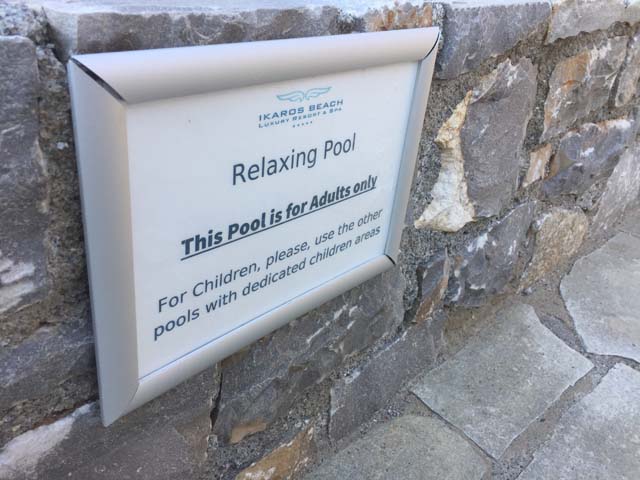 IKAROS BEACH
LUXURY RESORT & SPA
Relaxing Pool
This Pool is for Adults only
For Children, please, use the other
pools with dedicated children areas